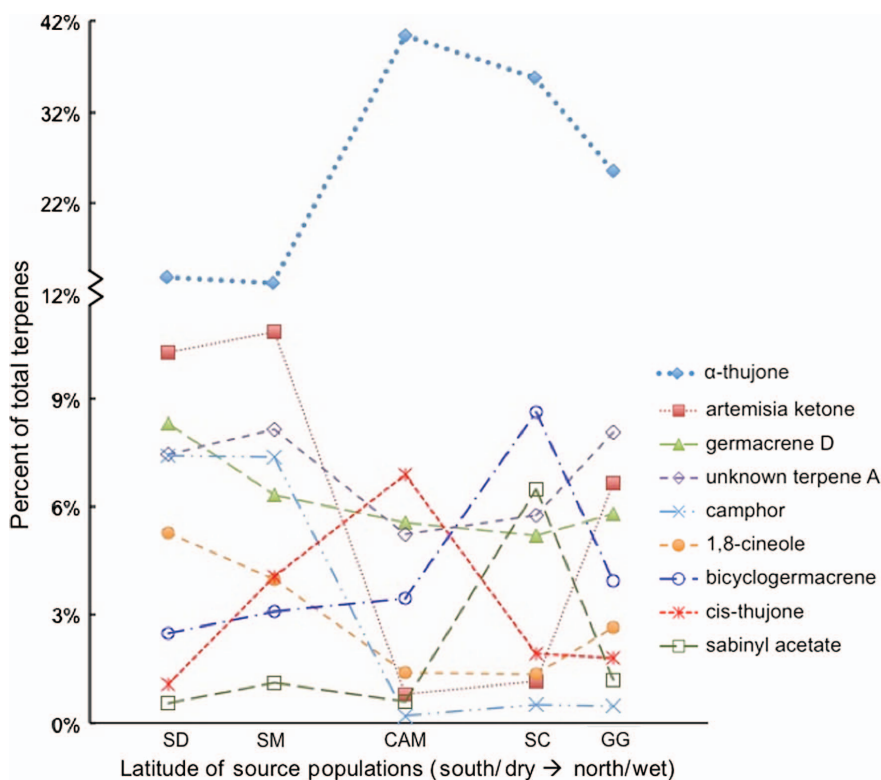 42%
32%
22%
12%
9%
6%
3%
0%
Percent of total terpenes
SD SM CAM SC GG
Latitude of source populations (south/dry → north/wet)
α-thujone
artemisia ketone
germacrene D
unknown terpene A
camphor
1,8-cineole
bicyclogermacrene
cis-thujone
sabinyl acetate